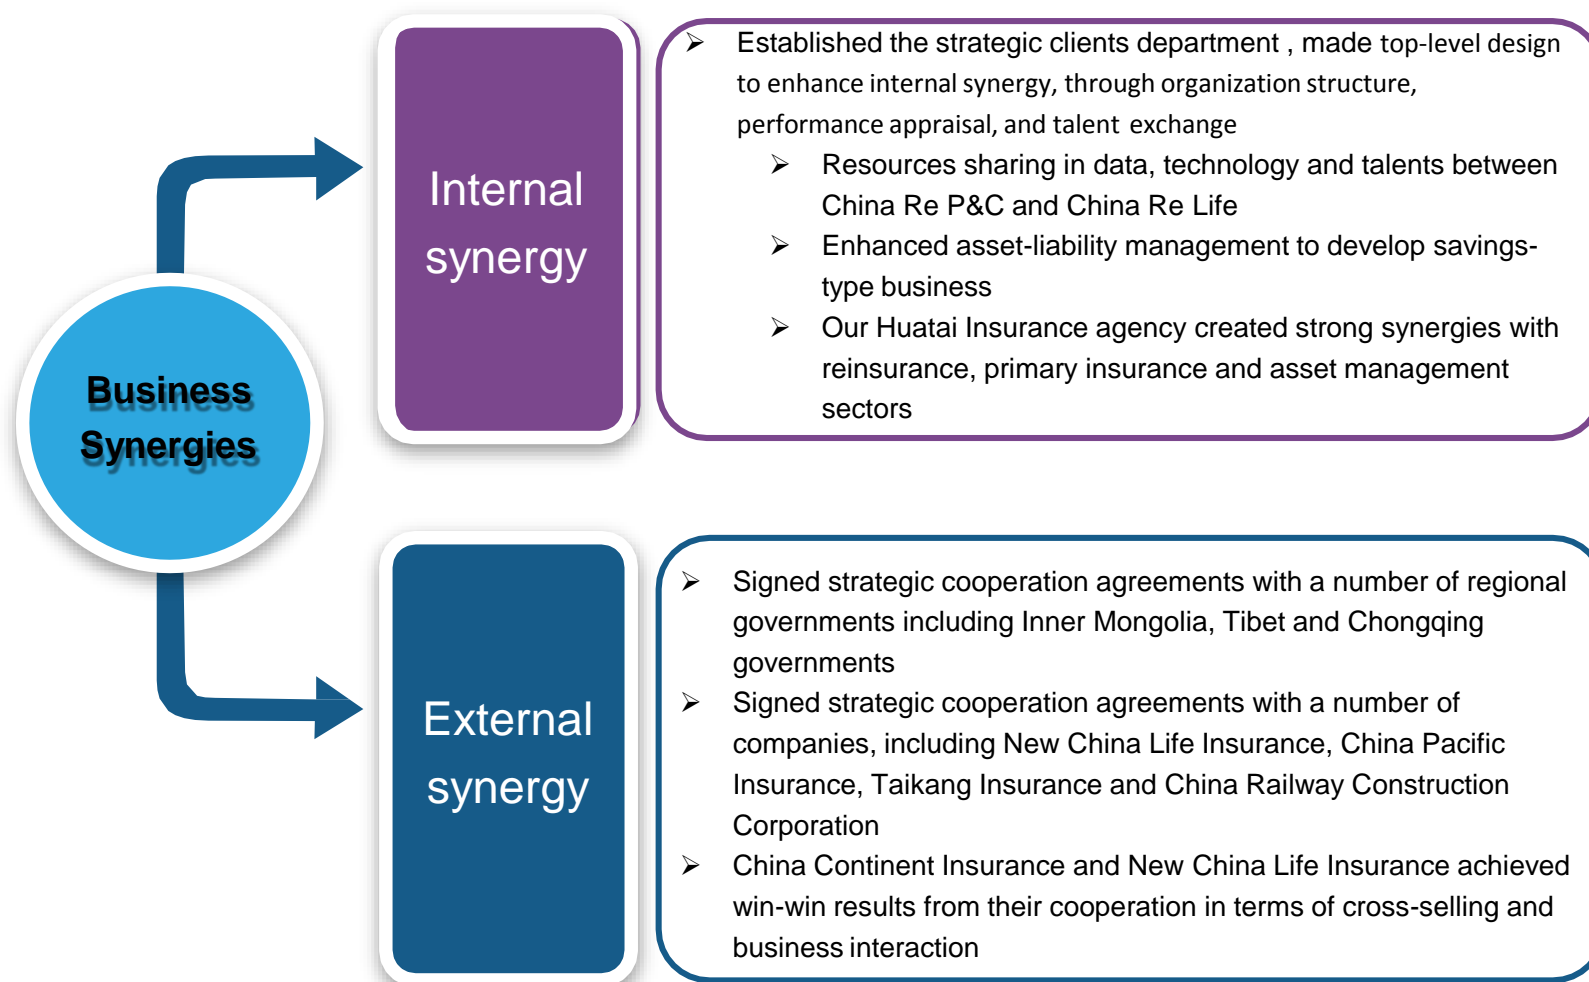 Business
Synergies
Internal
synergy
➢ Established the strategic clients department , made top-level design
to enhance internal synergy, through organization structure,
performance appraisal, and talent exchange
➢ Resources sharing in data, technology and talents between
China Re P&C and China Re Life
➢ Enhanced asset-liability management to develop savings-
type business
➢ Our Huatai Insurance agency created strong synergies with
reinsurance, primary insurance and asset management
sectors
External
synergy
➢ Signed strategic cooperation agreements with a number of regional
governments including Inner Mongolia, Tibet and Chongqing
governments
➢ Signed strategic cooperation agreements with a number of
companies, including New China Life Insurance, China Pacific
Insurance, Taikang Insurance and China Railway Construction
Corporation
➢ China Continent Insurance and New China Life Insurance achieved
win-win results from their cooperation in terms of cross-selling and
business interaction